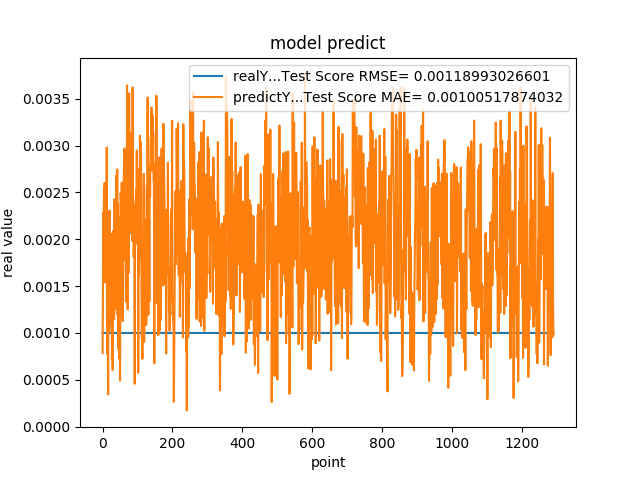 model predict
realY...Test Score RMSE= 0.00118993026601
predictY...Test Score MAE= 0.00100517874032
0.0035
0.0030
0.0025
0.0020
0.0015
0.0010
0.0005
0.0000
real value
0 200 400 600 800 1000 1200
point